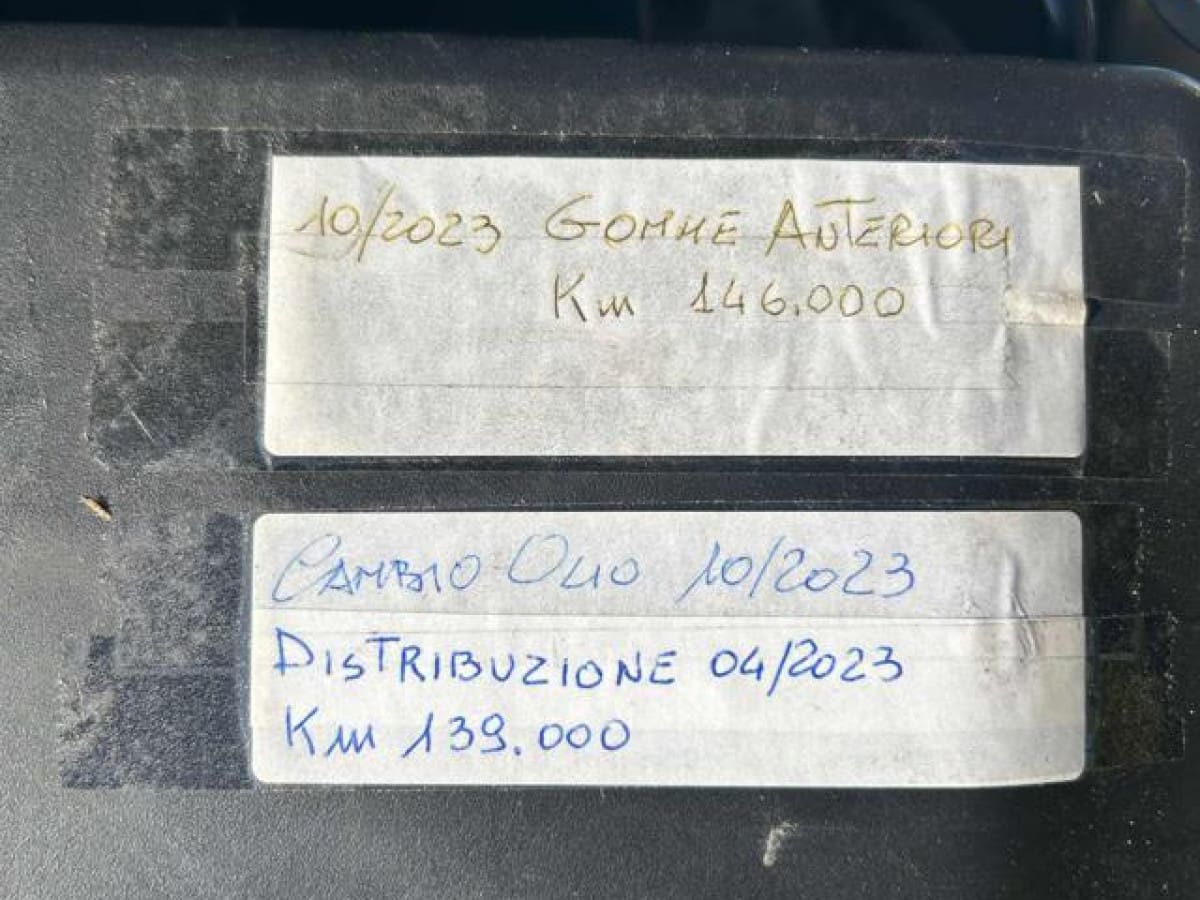 10/2023 GOMME ANTERIORI
Km 146.000
CAMBIO OLIO 10/2023
DISTRIBUZIONE 04/2023
Km 139.000